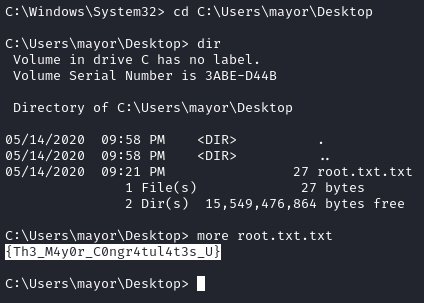 C:\Windows\System32> cd C:\Users\mayor\Desktop
C:\Users\mayor\Desktop> dir
 Volume in drive C has no label.
 Volume Serial Number is 3ABE-D44B
 Directory of C:\Users\mayor\Desktop
05/14/2020  09:58 PM    <DIR>          .
05/14/2020  09:58 PM    <DIR>          ..
05/14/2020  09:21 PM                27 root.txt.txt
               1 File(s)             27 bytes
               2 Dir(s)  15,549,476,864 bytes free
C:\Users\mayor\Desktop> more root.txt.txt
{Th3_M4y0r_C0ngr4tul4t3s_U}
C:\Users\mayor\Desktop>